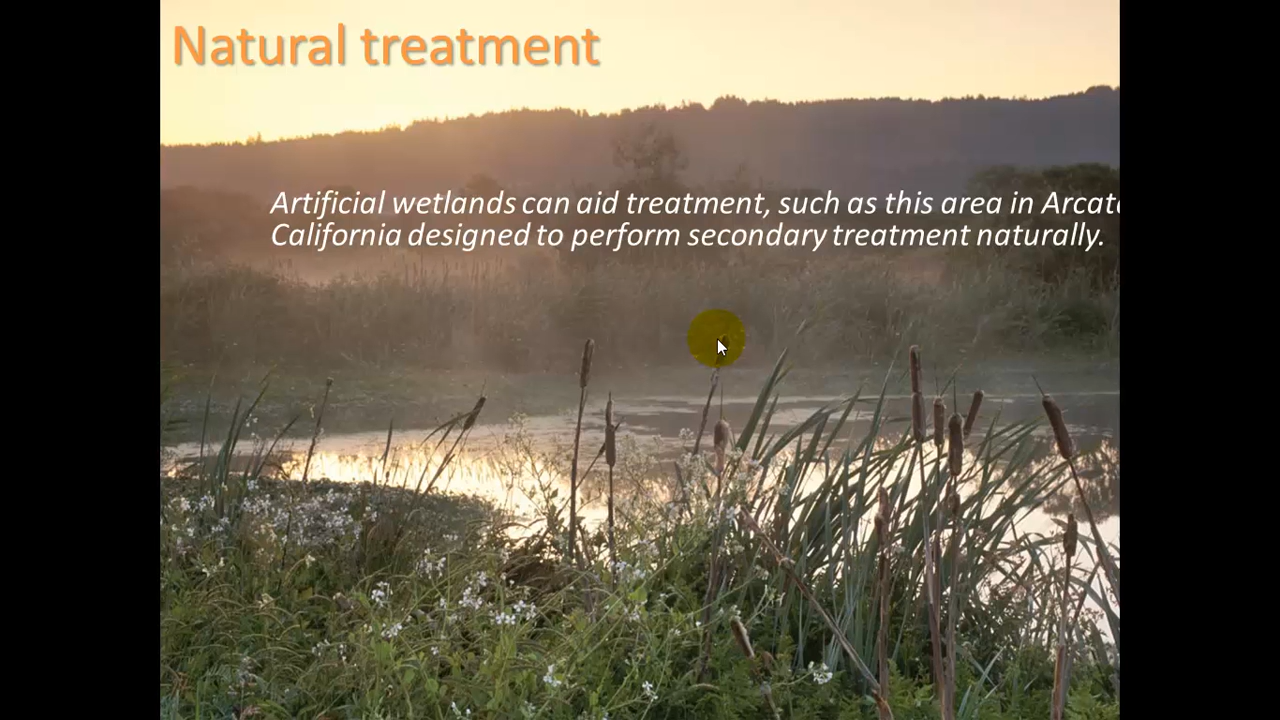 Natural treatment
Artificial wetlands can aid treatment, such as this area in
California designed to perform secondary treatment naturally.